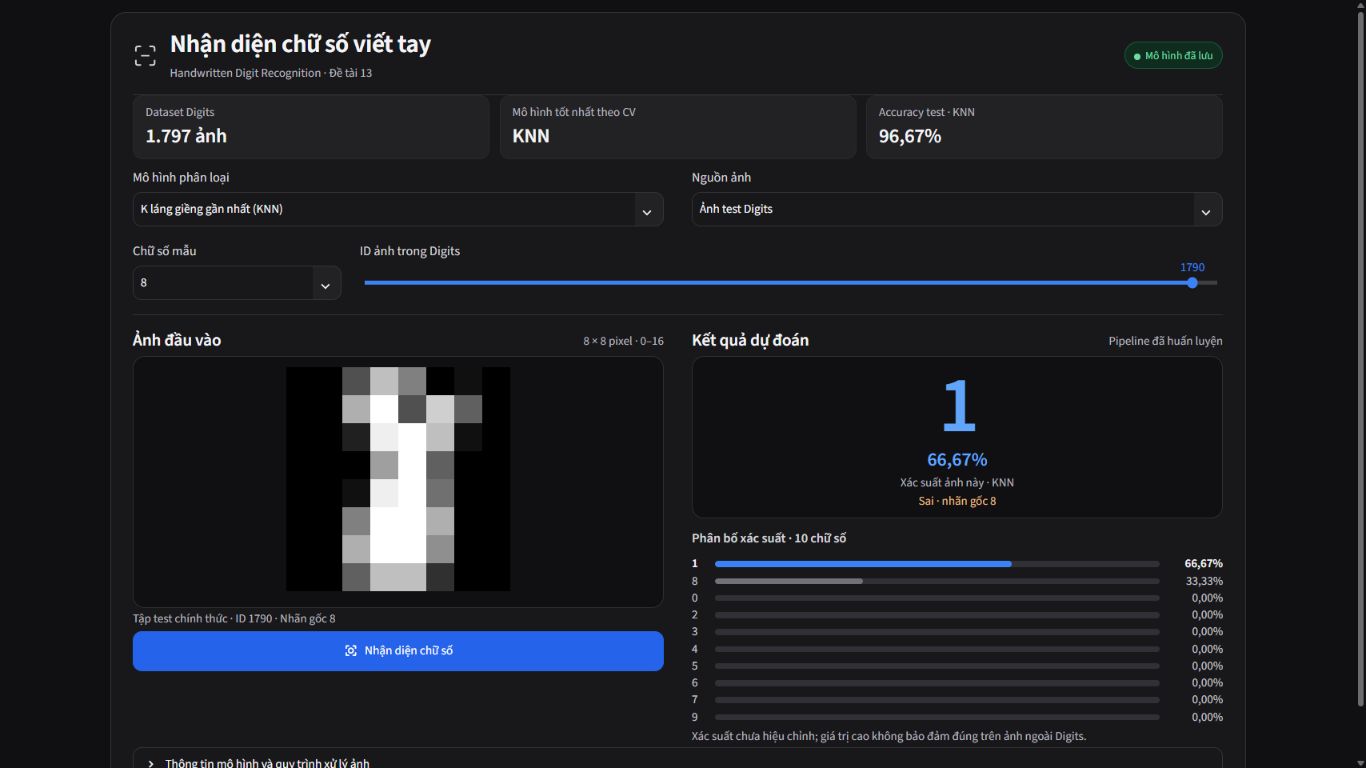 Nhận diện chữ số viết tay
Handwritten Digit Recognition · Đề tài 13
Mô hình đã lưu
Dataset Digits
1.797 ảnh
Mô hình tốt nhất theo CV
KNN
Accuracy test · KNN
96,67%
Mô hình phân loại
K láng giềng gần nhất (KNN)
Nguồn ảnh
Ảnh test Digits
Chữ số mẫu
8
ID ảnh trong Digits
1790
Ảnh đầu vào
8 × 8 pixel · 0–16
Tập test chính thức · ID 1790 · Nhãn gốc 8
Nhận diện chữ số
Kết quả dự đoán
Pipeline đã huấn luyện
1
66,67%
Xác suất ảnh này · KNN
Sai · nhãn gốc 8
Phân bố xác suất · 10 chữ số
1 66,67%
8 33,33%
0 0,00%
2 0,00%
3 0,00%
4 0,00%
5 0,00%
6 0,00%
7 0,00%
9 0,00%
Xác suất chưa hiệu chỉnh; giá trị cao không bảo đảm đúng trên ảnh ngoài Digits.
Thông tin mô hình và quy trình xử lý ảnh